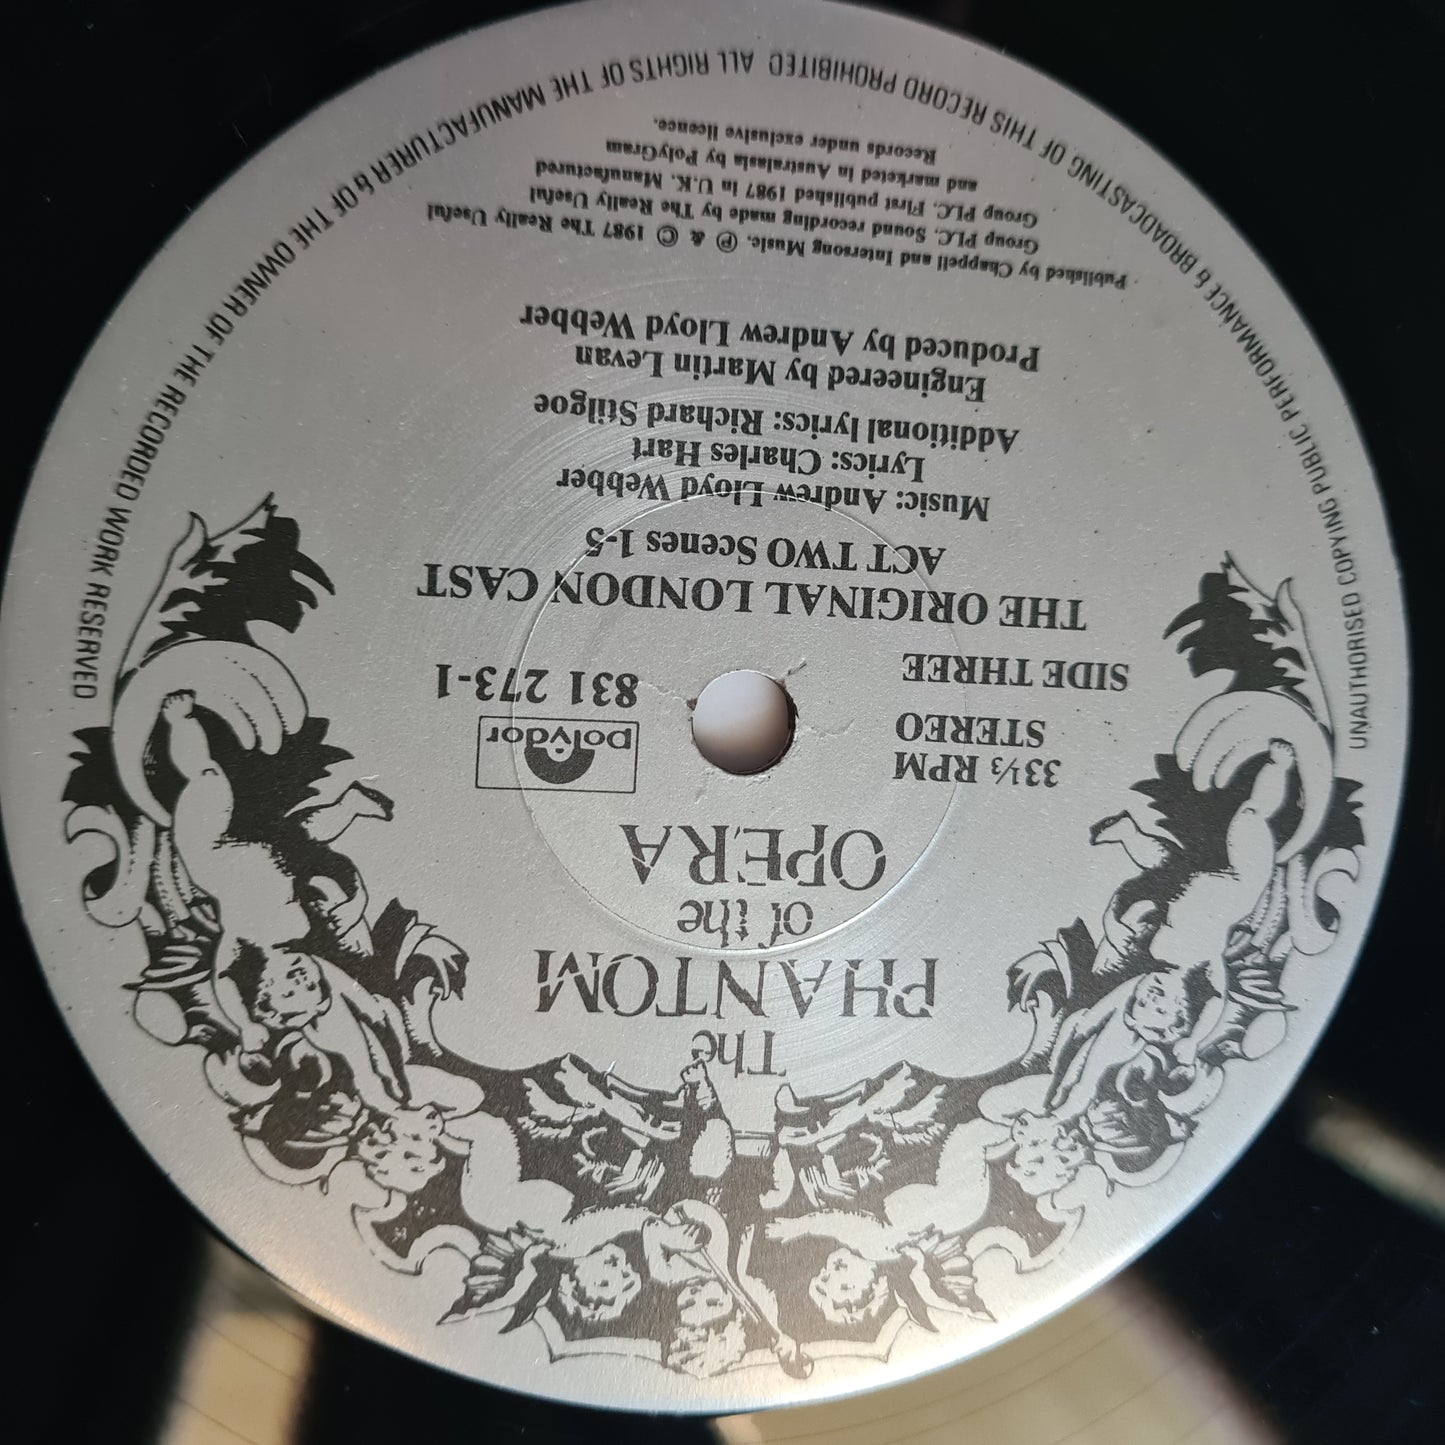 The
PHANTOM
of the
OPERA
33⅓ RPM
STEREO
SIDE THREE
polydor
831 273-1
THE ORIGINAL LONDON CAST
ACT TWO Scenes 1-5
Music: Andrew Lloyd Webber
Lyrics: Charles Hart
Additional lyrics: Richard Stilgoe
Engineered by Martin Levan
Produced by Andrew Lloyd Webber
Published by Chappell and Intersong Music. ℗ & © 1987 The Really Useful
Group PLC. Sound recording made by The Really Useful
Group PLC. First published 1987 in U.K. Manufactured
and marketed in Australasia by PolyGram
Records under exclusive licence.
UNAUTHORISED COPYING PUBLIC PERFORMANCE & BROADCASTING OF THIS RECORD PROHIBITED ALL RIGHTS OF THE MANUFACTURER & OF THE OWNER OF THE RECORDED WORK RESERVED